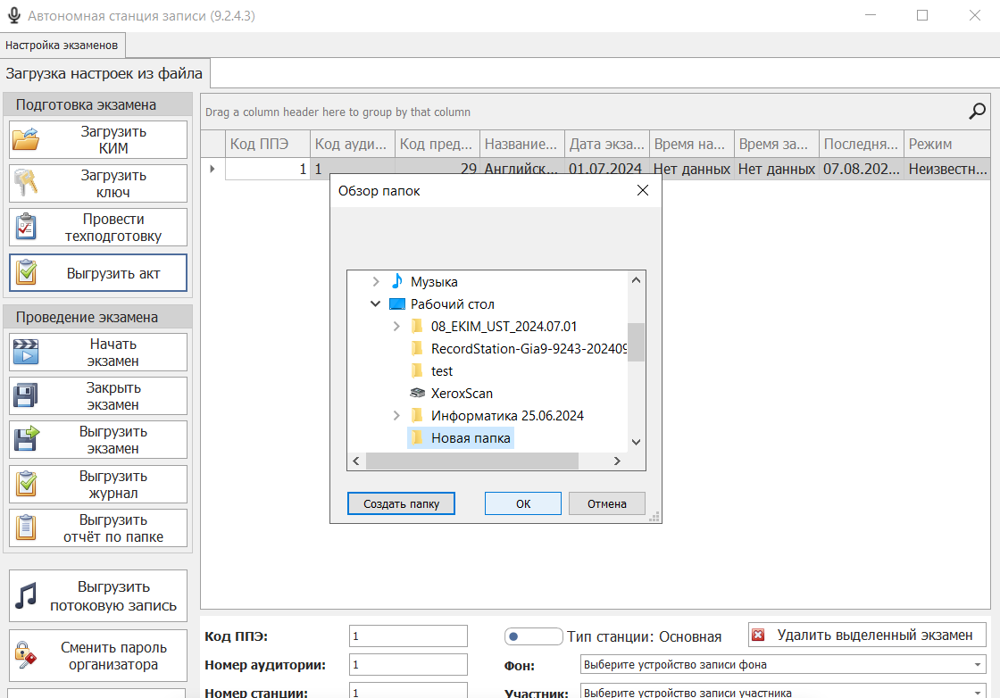 Автономная станция записи (9.2.4.3)
Настройка экзаменов
Загрузка настроек из файла
Подготовка экзамена
Загрузить
КИМ
Загрузить
ключ
Провести
техподготовку
Выгрузить акт
Проведение экзамена
Начать
экзамен
Закрыть
экзамен
Выгрузить
экзамен
Выгрузить
журнал
Выгрузить
отчёт по папке
Выгрузить
потоковую запись
Сменить пароль
организатора
Drag a column header here to group by that column
Код ППЭ Код ауди... Код пред... Название... Дата экза... Время на... Время за... Последня... Режим
1 1 29 Английск... 01.07.2024 Нет данных Нет данных 07.08.202... Неизвестн...
Обзор папок
Музыка
Рабочий стол
08_EKIM_UST_2024.07.01
RecordStation-Gia9-9243-202409
test
XeroxScan
Информатика 25.06.2024
Новая папка
Создать папку ОК Отмена
Код ППЭ: 1 Тип станции: Основная Удалить выделенный экзамен
Номер аудитории: 1 Фон: Выберите устройство записи фона
Номер станции: 1 Участник: Выберите устройство записи участника